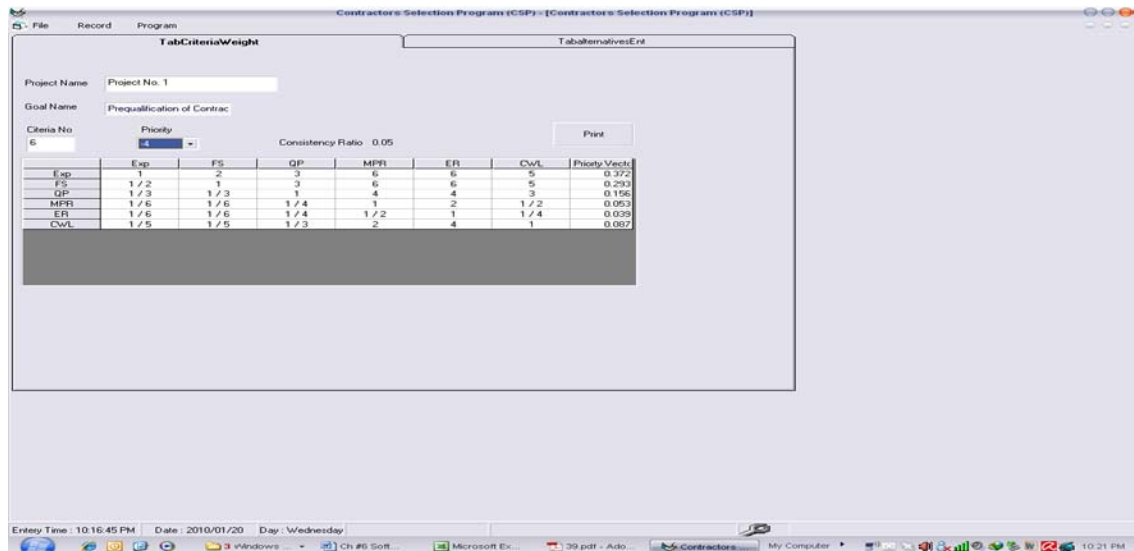 Contractors Selection Program (CSP) - [Contractors Selection Program (CSP)]
File Record Program
TabCriteriaWeight TabalternativesEnt
Project Name Project No. 1
Goal Name Prequalification of Contrac
Citeria No Priority
6 -4 Consistency Ratio 0.05 Print
Exp FS QP MPR ER CWL Priority Vectc
Exp 1 2 3 6 6 5 0.372
FS 1 / 2 1 3 6 6 5 0.293
QP 1 / 3 1 / 3 1 4 4 3 0.156
MPR 1 / 6 1 / 6 1 / 4 1 2 1 / 2 0.053
ER 1 / 6 1 / 6 1 / 4 1 / 2 1 1 / 4 0.039
CWL 1 / 5 1 / 5 1 / 3 2 4 1 0.087
Entery Time : 10:16:45 PM Date : 2010/01/20 Day : Wednesday
3 Windows ... Ch #6 Soft... Microsoft Ex... 39.pdf - Ado... Contractors ... My Computer 10:21 PM